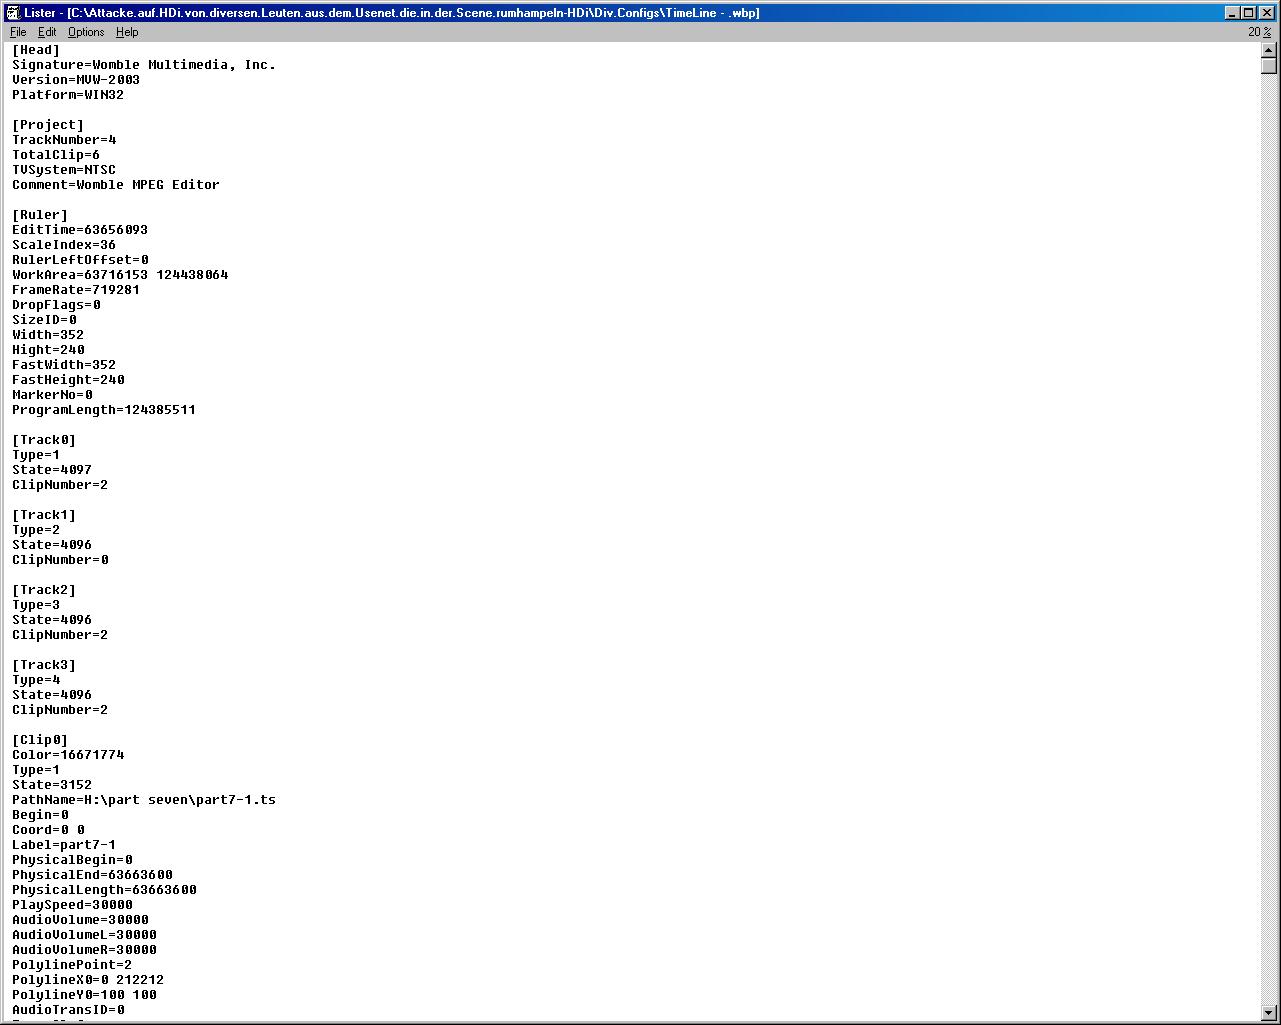 Lister - [C:\Attacke.auf.HDi.von.diversen.Leuten.aus.dem.Usenet.die.in.der.Scene.rumhampeln-HDi\Div.Configs\TimeLine - .wbp]
File Edit Options Help 20 %
[Head]
Signature=Womble Multimedia, Inc.
Version=MVW-2003
Platform=WIN32
[Project]
TrackNumber=4
TotalClip=6
TVSystem=NTSC
Comment=Womble MPEG Editor
[Ruler]
EditTime=63656093
ScaleIndex=36
RulerLeftOffset=0
WorkArea=63716153 124438064
FrameRate=719281
DropFlags=0
SizeID=0
Width=352
Hight=240
FastWidth=352
FastHeight=240
MarkerNo=0
ProgramLength=124385511
[Track0]
Type=1
State=4097
ClipNumber=2
[Track1]
Type=2
State=4096
ClipNumber=0
[Track2]
Type=3
State=4096
ClipNumber=2
[Track3]
Type=4
State=4096
ClipNumber=2
[Clip0]
Color=16671774
Type=1
State=3152
PathName=H:\part seven\part7-1.ts
Begin=0
Coord=0 0
Label=part7-1
PhysicalBegin=0
PhysicalEnd=63663600
PhysicalLength=63663600
PlaySpeed=30000
AudioVolume=30000
AudioVolumeL=30000
AudioVolumeR=30000
PolylinePoint=2
PolylineX0=0 212212
PolylineY0=100 100
AudioTransID=0